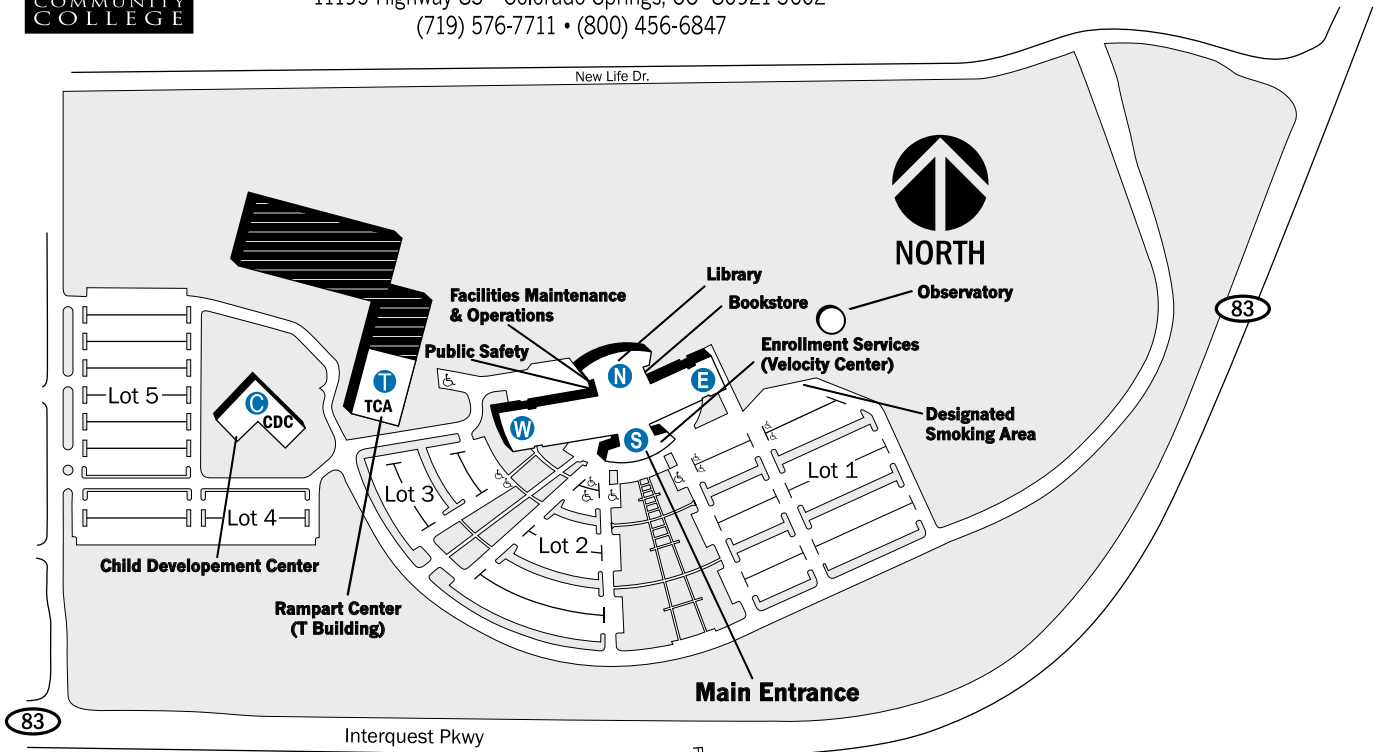 COMMUNITY
COLLEGE
(719) 576-7711 • (800) 456-6847
New Life Dr.
NORTH
Library
Facilities Maintenance
& Operations
Bookstore
Observatory
83
Public Safety
Enrollment Services
(Velocity Center)
N
E
T
TCA
Lot 5
C
CDC
W
S
Designated
Smoking Area
Lot 1
Lot 3
Lot 4
Lot 2
Child Developement Center
Rampart Center
(T Building)
Main Entrance
83
Interquest Pkwy